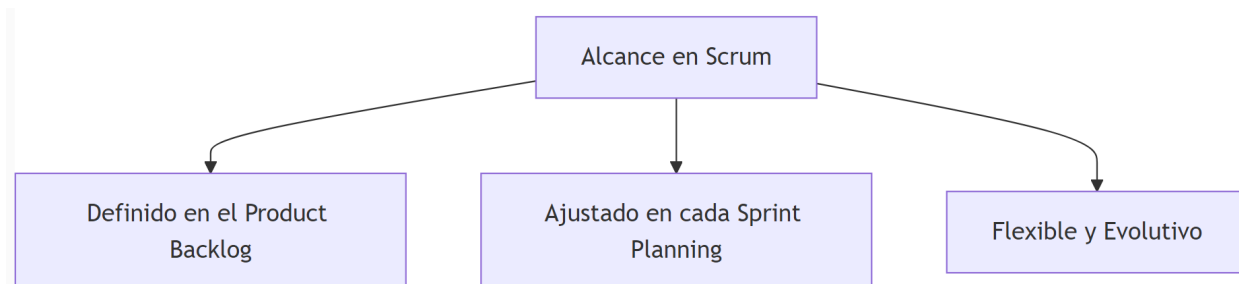 Alcance en Scrum
Definido en el Product
Backlog
Ajustado en cada Sprint
Planning
Flexible y Evolutivo